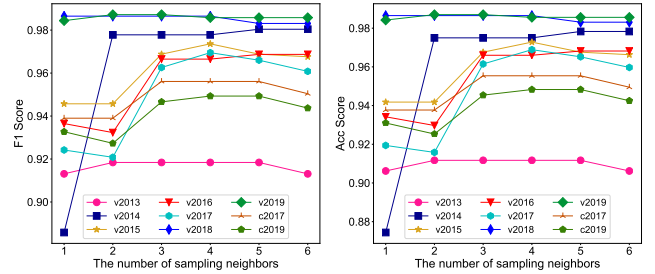 F1 Score
0.98
0.96
0.94
0.92
0.90
v2013 v2016 v2019
v2014 v2017 c2017
v2015 v2018 c2019
1 2 3 4 5 6
The number of sampling neighbors
Acc Score
0.98
0.96
0.94
0.92
0.90
0.88
v2013 v2016 v2019
v2014 v2017 c2017
v2015 v2018 c2019
1 2 3 4 5 6
The number of sampling neighbors